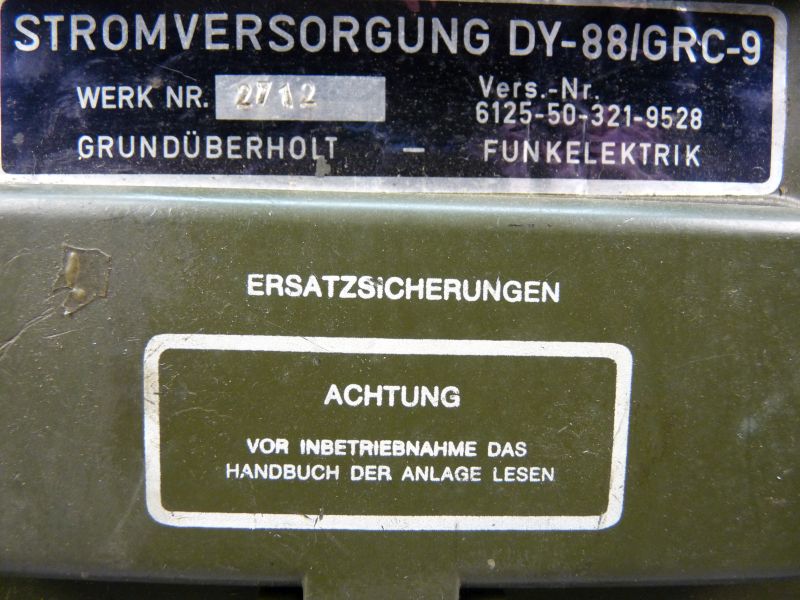 STROMVERSORGUNG DY-88/GRC-9
WERK NR. 2712
Vers.-Nr.
6125-50-321-9528
GRUNDÜBERHOLT – FUNKELEKTRIK
ERSATZSICHERUNGEN
ACHTUNG
VOR INBETRIEBNAHME DAS
HANDBUCH DER ANLAGE LESEN